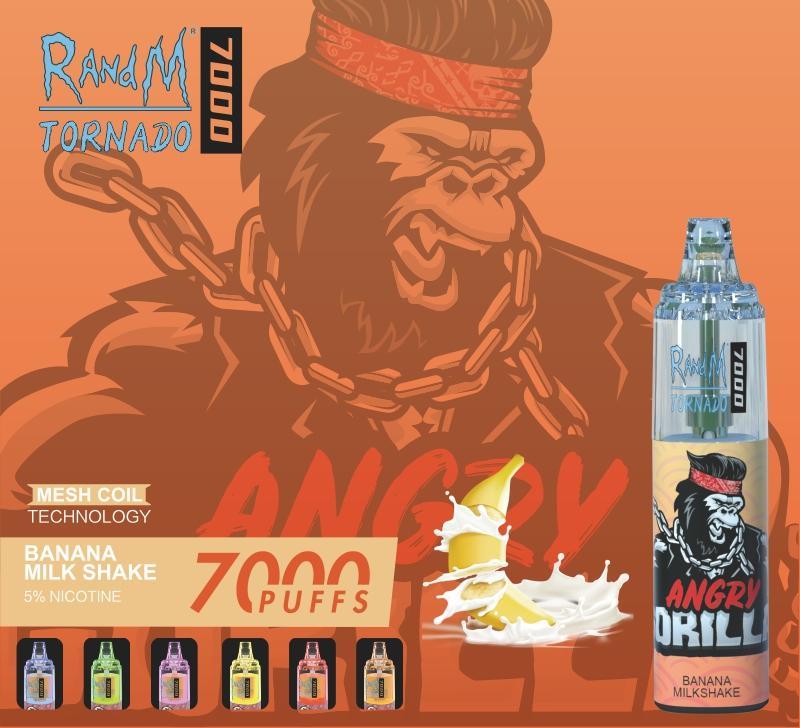 RANDM®
TORNADO
7000
ANGRY
MESH COIL
TECHNOLOGY
BANANA
MILK SHAKE
5% NICOTINE
7000
PUFFS
RANDM
TORNADO
7000
ANGRY
BANANA
MILKSHAKE